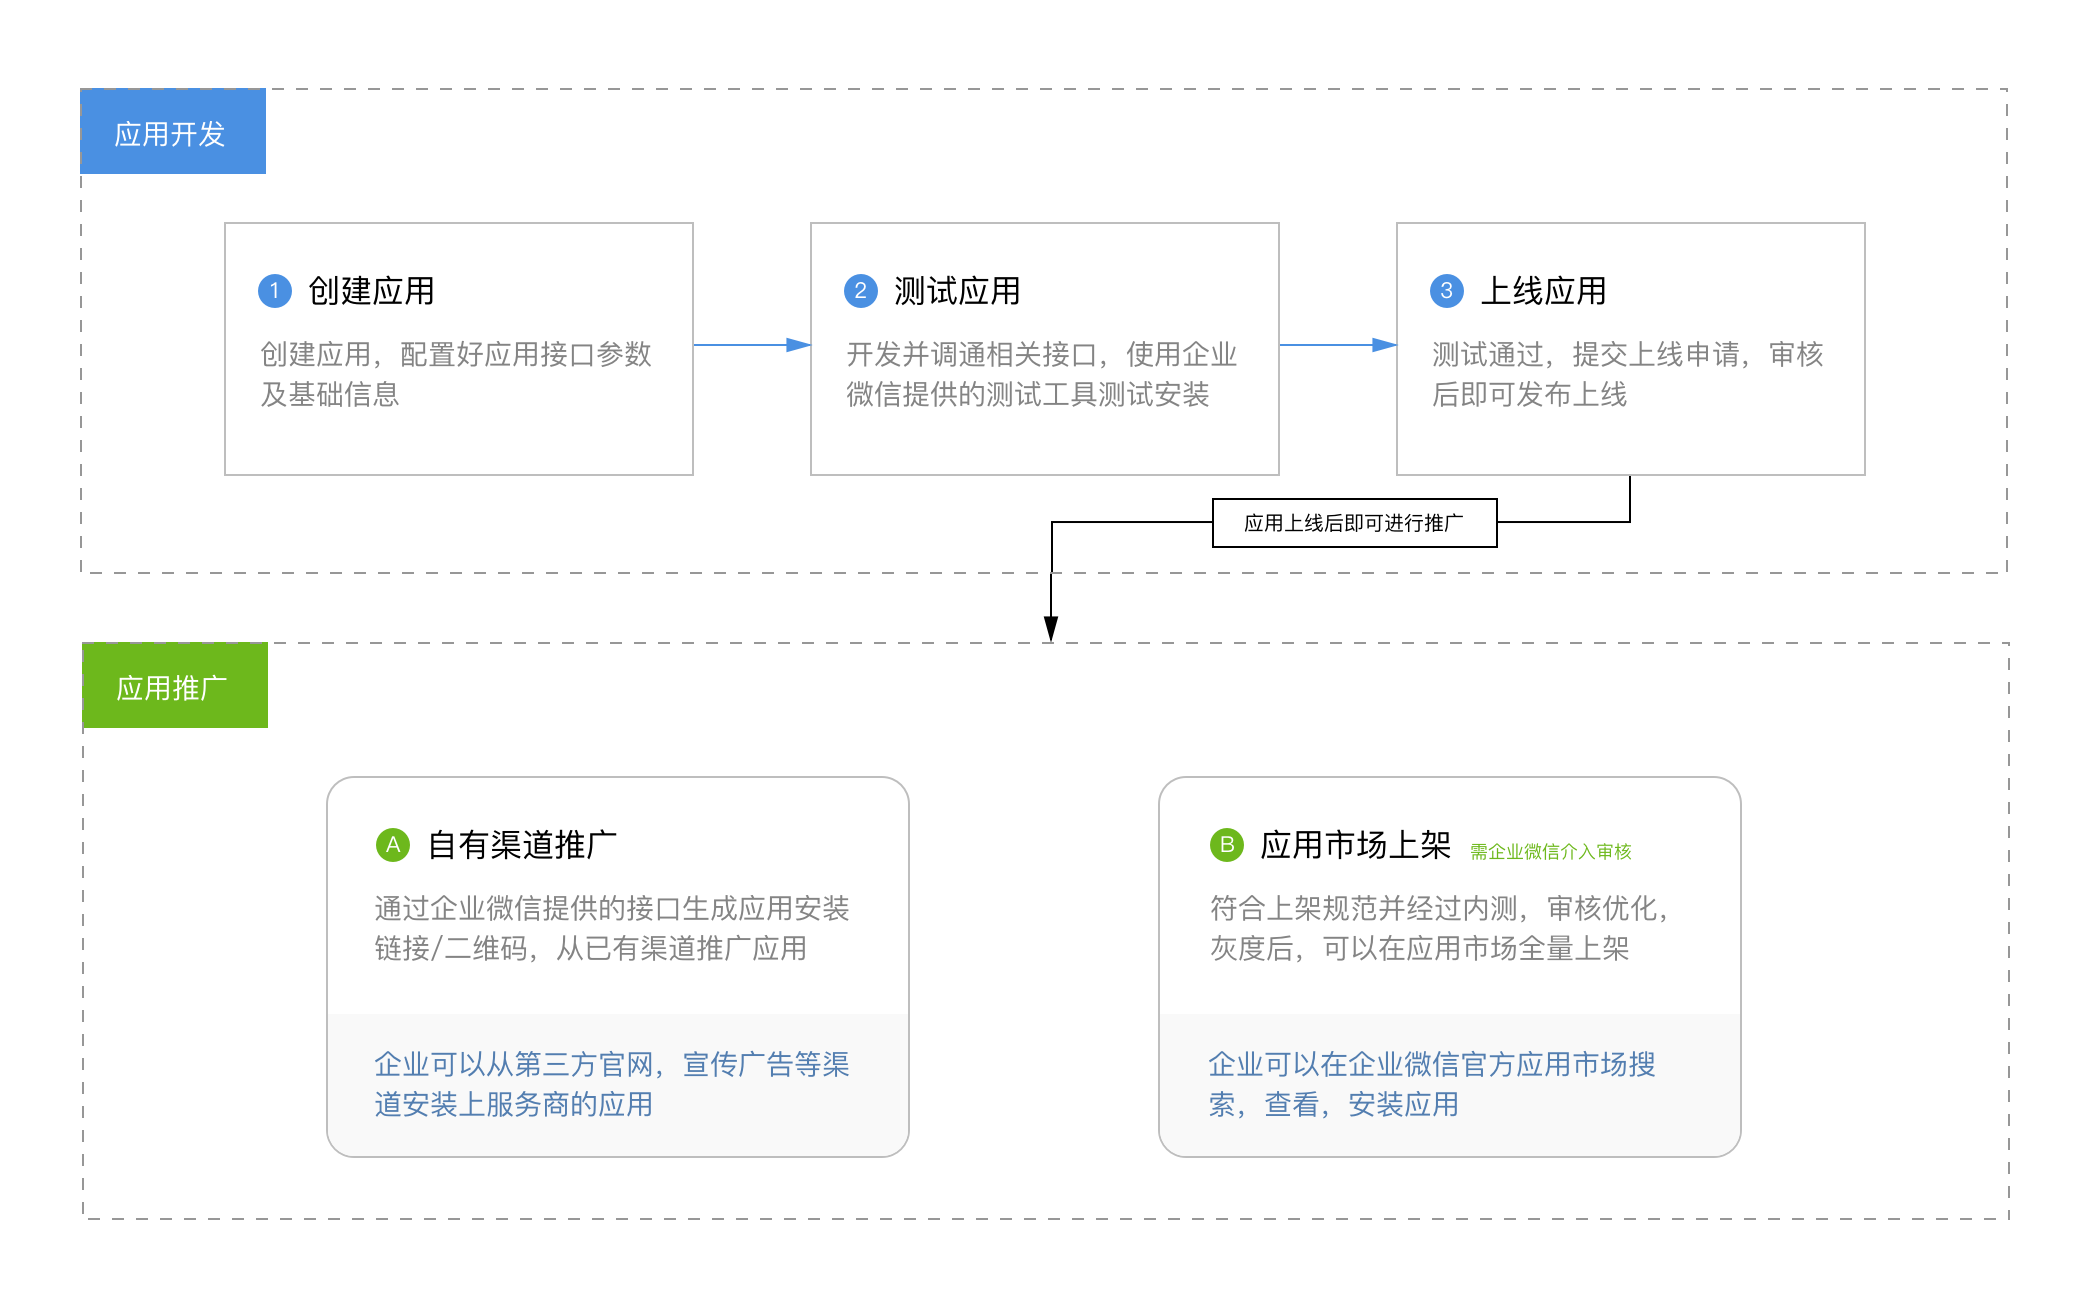 应用开发
1 创建应用
创建应用，配置好应用接口参数
及基础信息
2 测试应用
开发并调通相关接口，使用企业
微信提供的测试工具测试安装
3 上线应用
测试通过，提交上线申请，审核
后即可发布上线
应用上线后即可进行推广
应用推广
A 自有渠道推广
通过企业微信提供的接口生成应用安装
链接/二维码，从已有渠道推广应用
企业可以从第三方官网，宣传广告等渠
道安装上服务商的应用
B 应用市场上架 需企业微信介入审核
符合上架规范并经过内测，审核优化，
灰度后，可以在应用市场全量上架
企业可以在企业微信官方应用市场搜
索，查看，安装应用